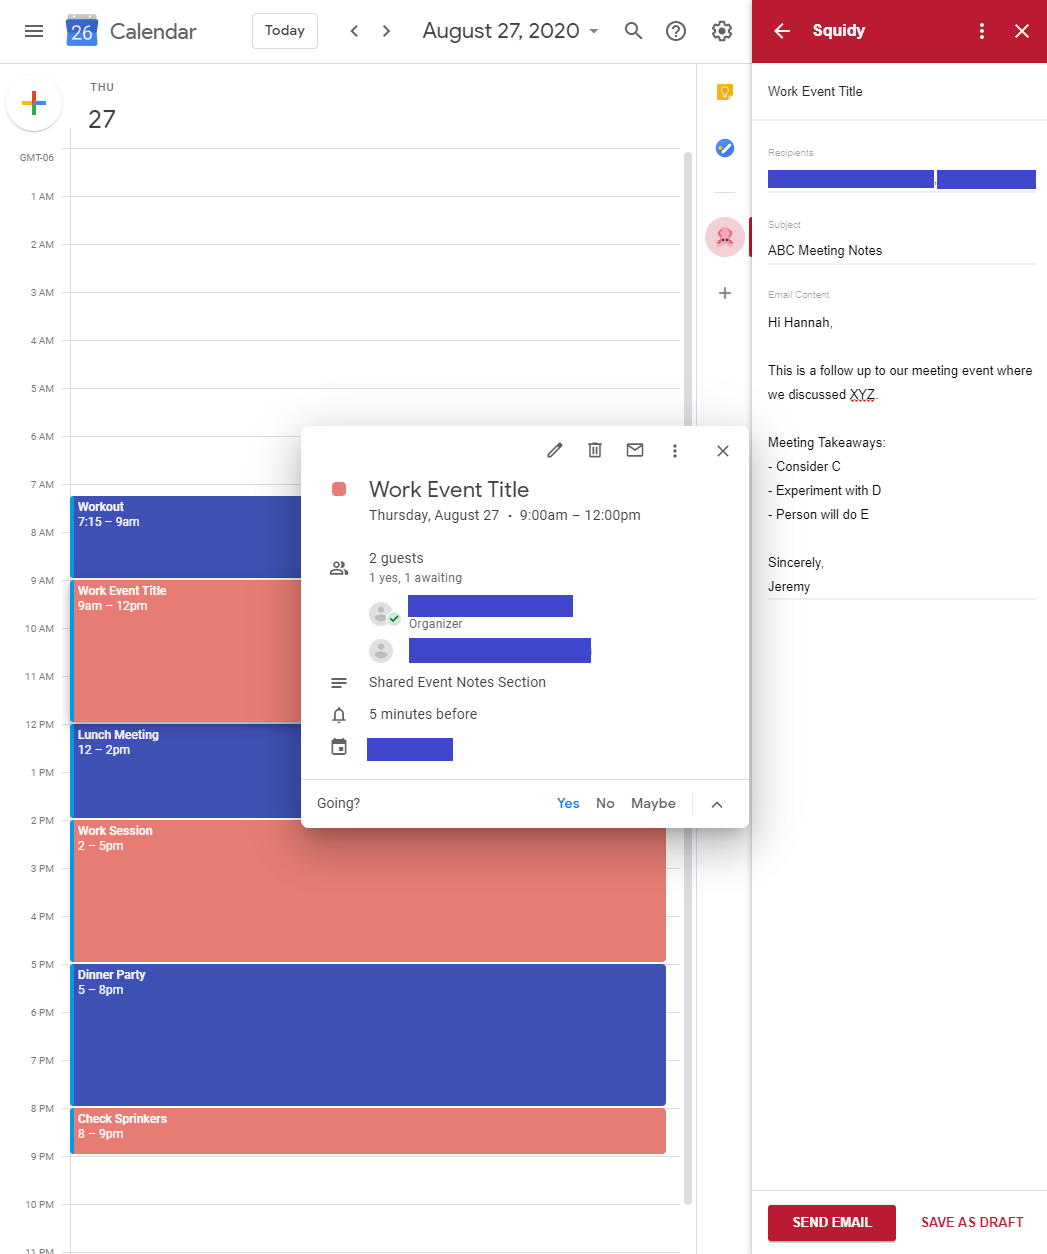 26 Calendar
Today
August 27, 2020
THU
27
GMT-06
1 AM
2 AM
3 AM
4 AM
5 AM
6 AM
7 AM
8 AM
9 AM
10 AM
11 AM
12 PM
1 PM
2 PM
3 PM
4 PM
5 PM
6 PM
7 PM
8 PM
9 PM
10 PM
11 PM
Workout
7:15 – 9am
Work Event Title
9am – 12pm
Lunch Meeting
12 – 2pm
Work Session
2 – 5pm
Dinner Party
5 – 8pm
Check Sprinkers
8 – 9pm
Work Event Title
Thursday, August 27 · 9:00am – 12:00pm
2 guests
1 yes, 1 awaiting
Organizer
Shared Event Notes Section
5 minutes before
Going?
Yes
No
Maybe
Squidy
Work Event Title
Recipients
,
Subject
ABC Meeting Notes
Email Content
Hi Hannah,
This is a follow up to our meeting event where
we discussed XYZ.
Meeting Takeaways:
- Consider C
- Experiment with D
- Person will do E
Sincerely,
Jeremy
SEND EMAIL
SAVE AS DRAFT